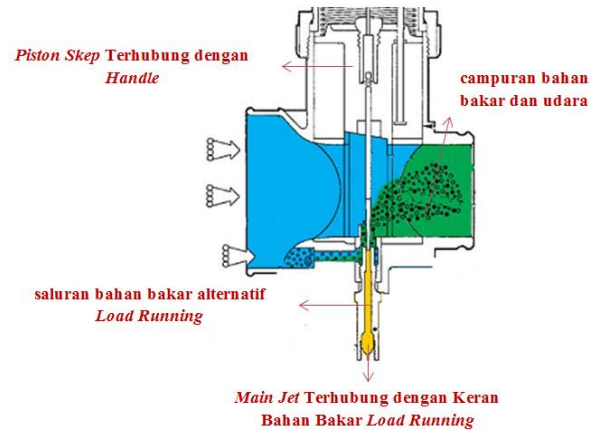 Piston Skep Terhubung dengan
Handle
campuran bahan
bakar dan udara
saluran bahan bakar alternatif
Load Running
Main Jet Terhubung dengan Keran
Bahan Bakar Load Running